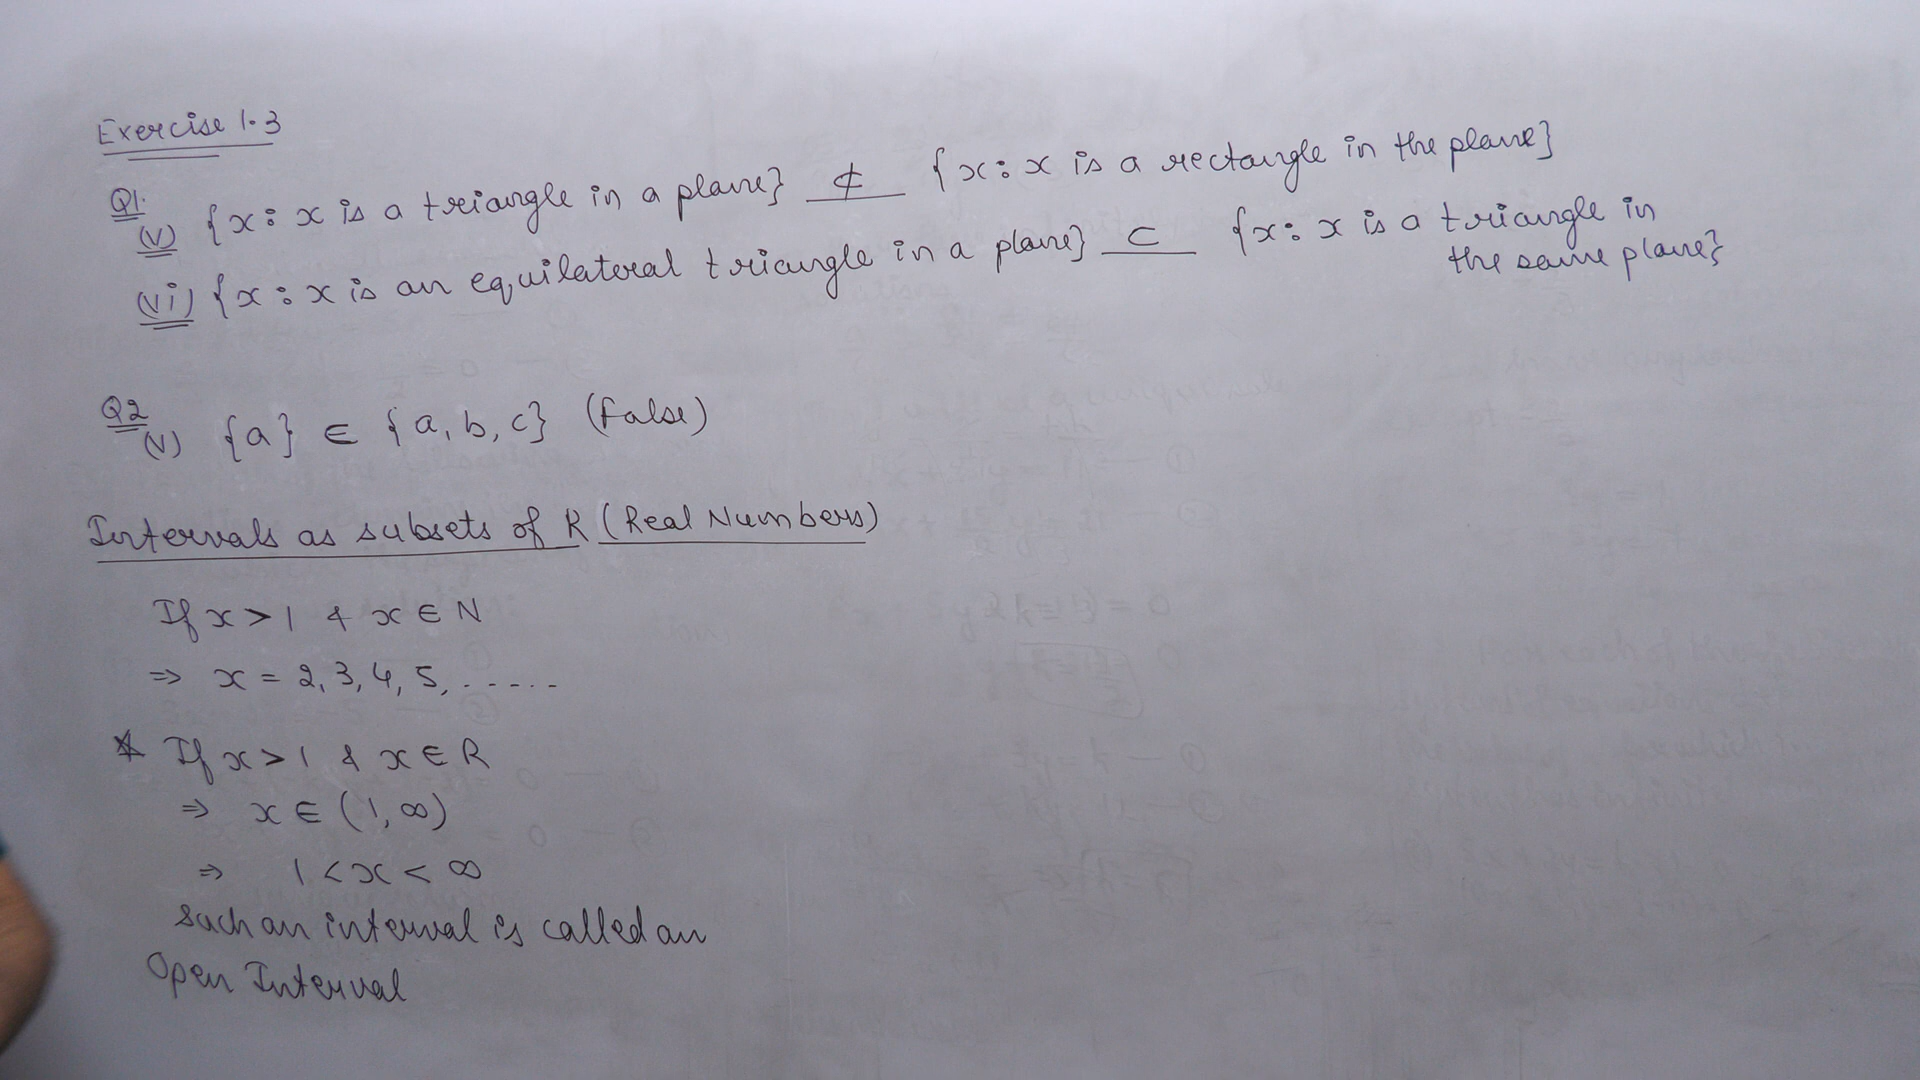 Exercise 1.3
Q1. (v) {x : x is a triangle in a plane} ⊄ {x : x is a rectangle in the plane}
(vi) {x : x is an equilateral triangle in a plane} ⊂ {x : x is a triangle in
the same plane}
Q2 (v) {a} ∈ {a, b, c} (False)
Intervals as subsets of R (Real Numbers)
If x > 1 & x ∈ N
⇒ x = 2, 3, 4, 5, ......
* If x > 1 & x ∈ R
⇒ x ∈ (1, ∞)
⇒ 1 < x < ∞
Such an interval is called an
Open Interval